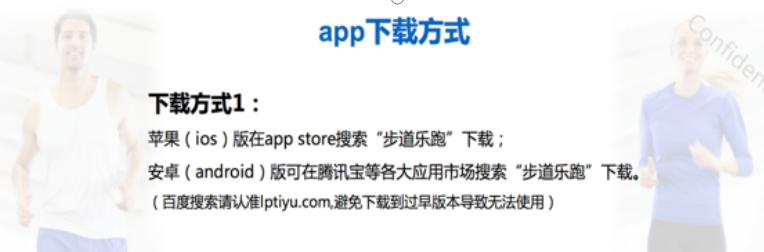 app下载方式
Confiden
下载方式1：
苹果（ios）版在app store搜索“步道乐跑”下载；
安卓（android）版可在腾讯宝等各大应用市场搜索“步道乐跑”下载。
（百度搜索请认准lptiyu.com,避免下载到过早版本导致无法使用）